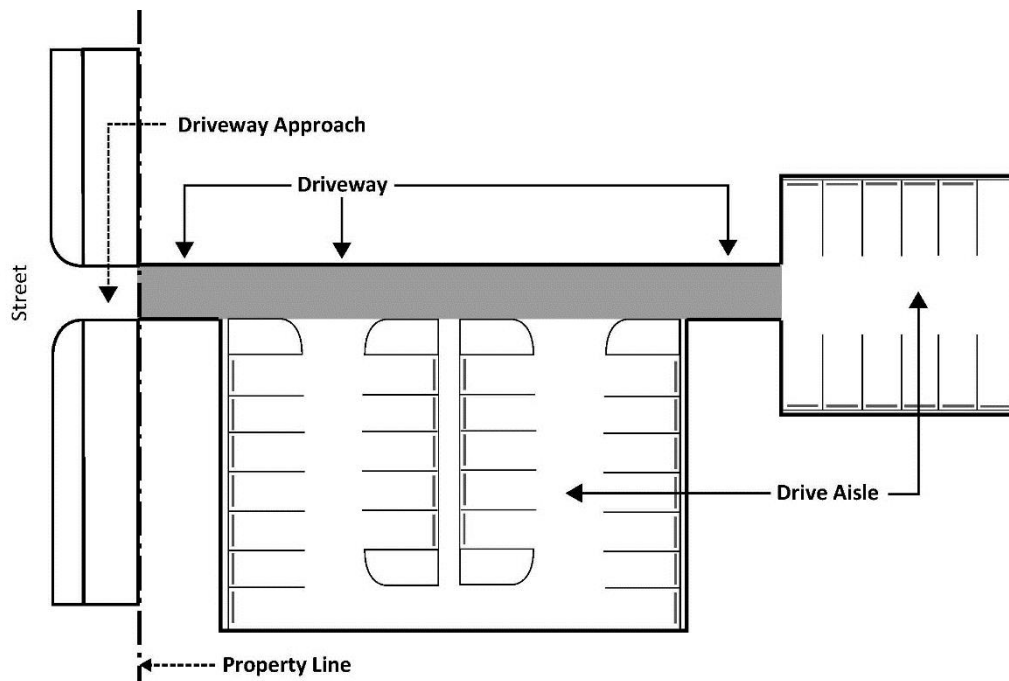 Driveway Approach
Driveway
Street
Drive Aisle
Property Line